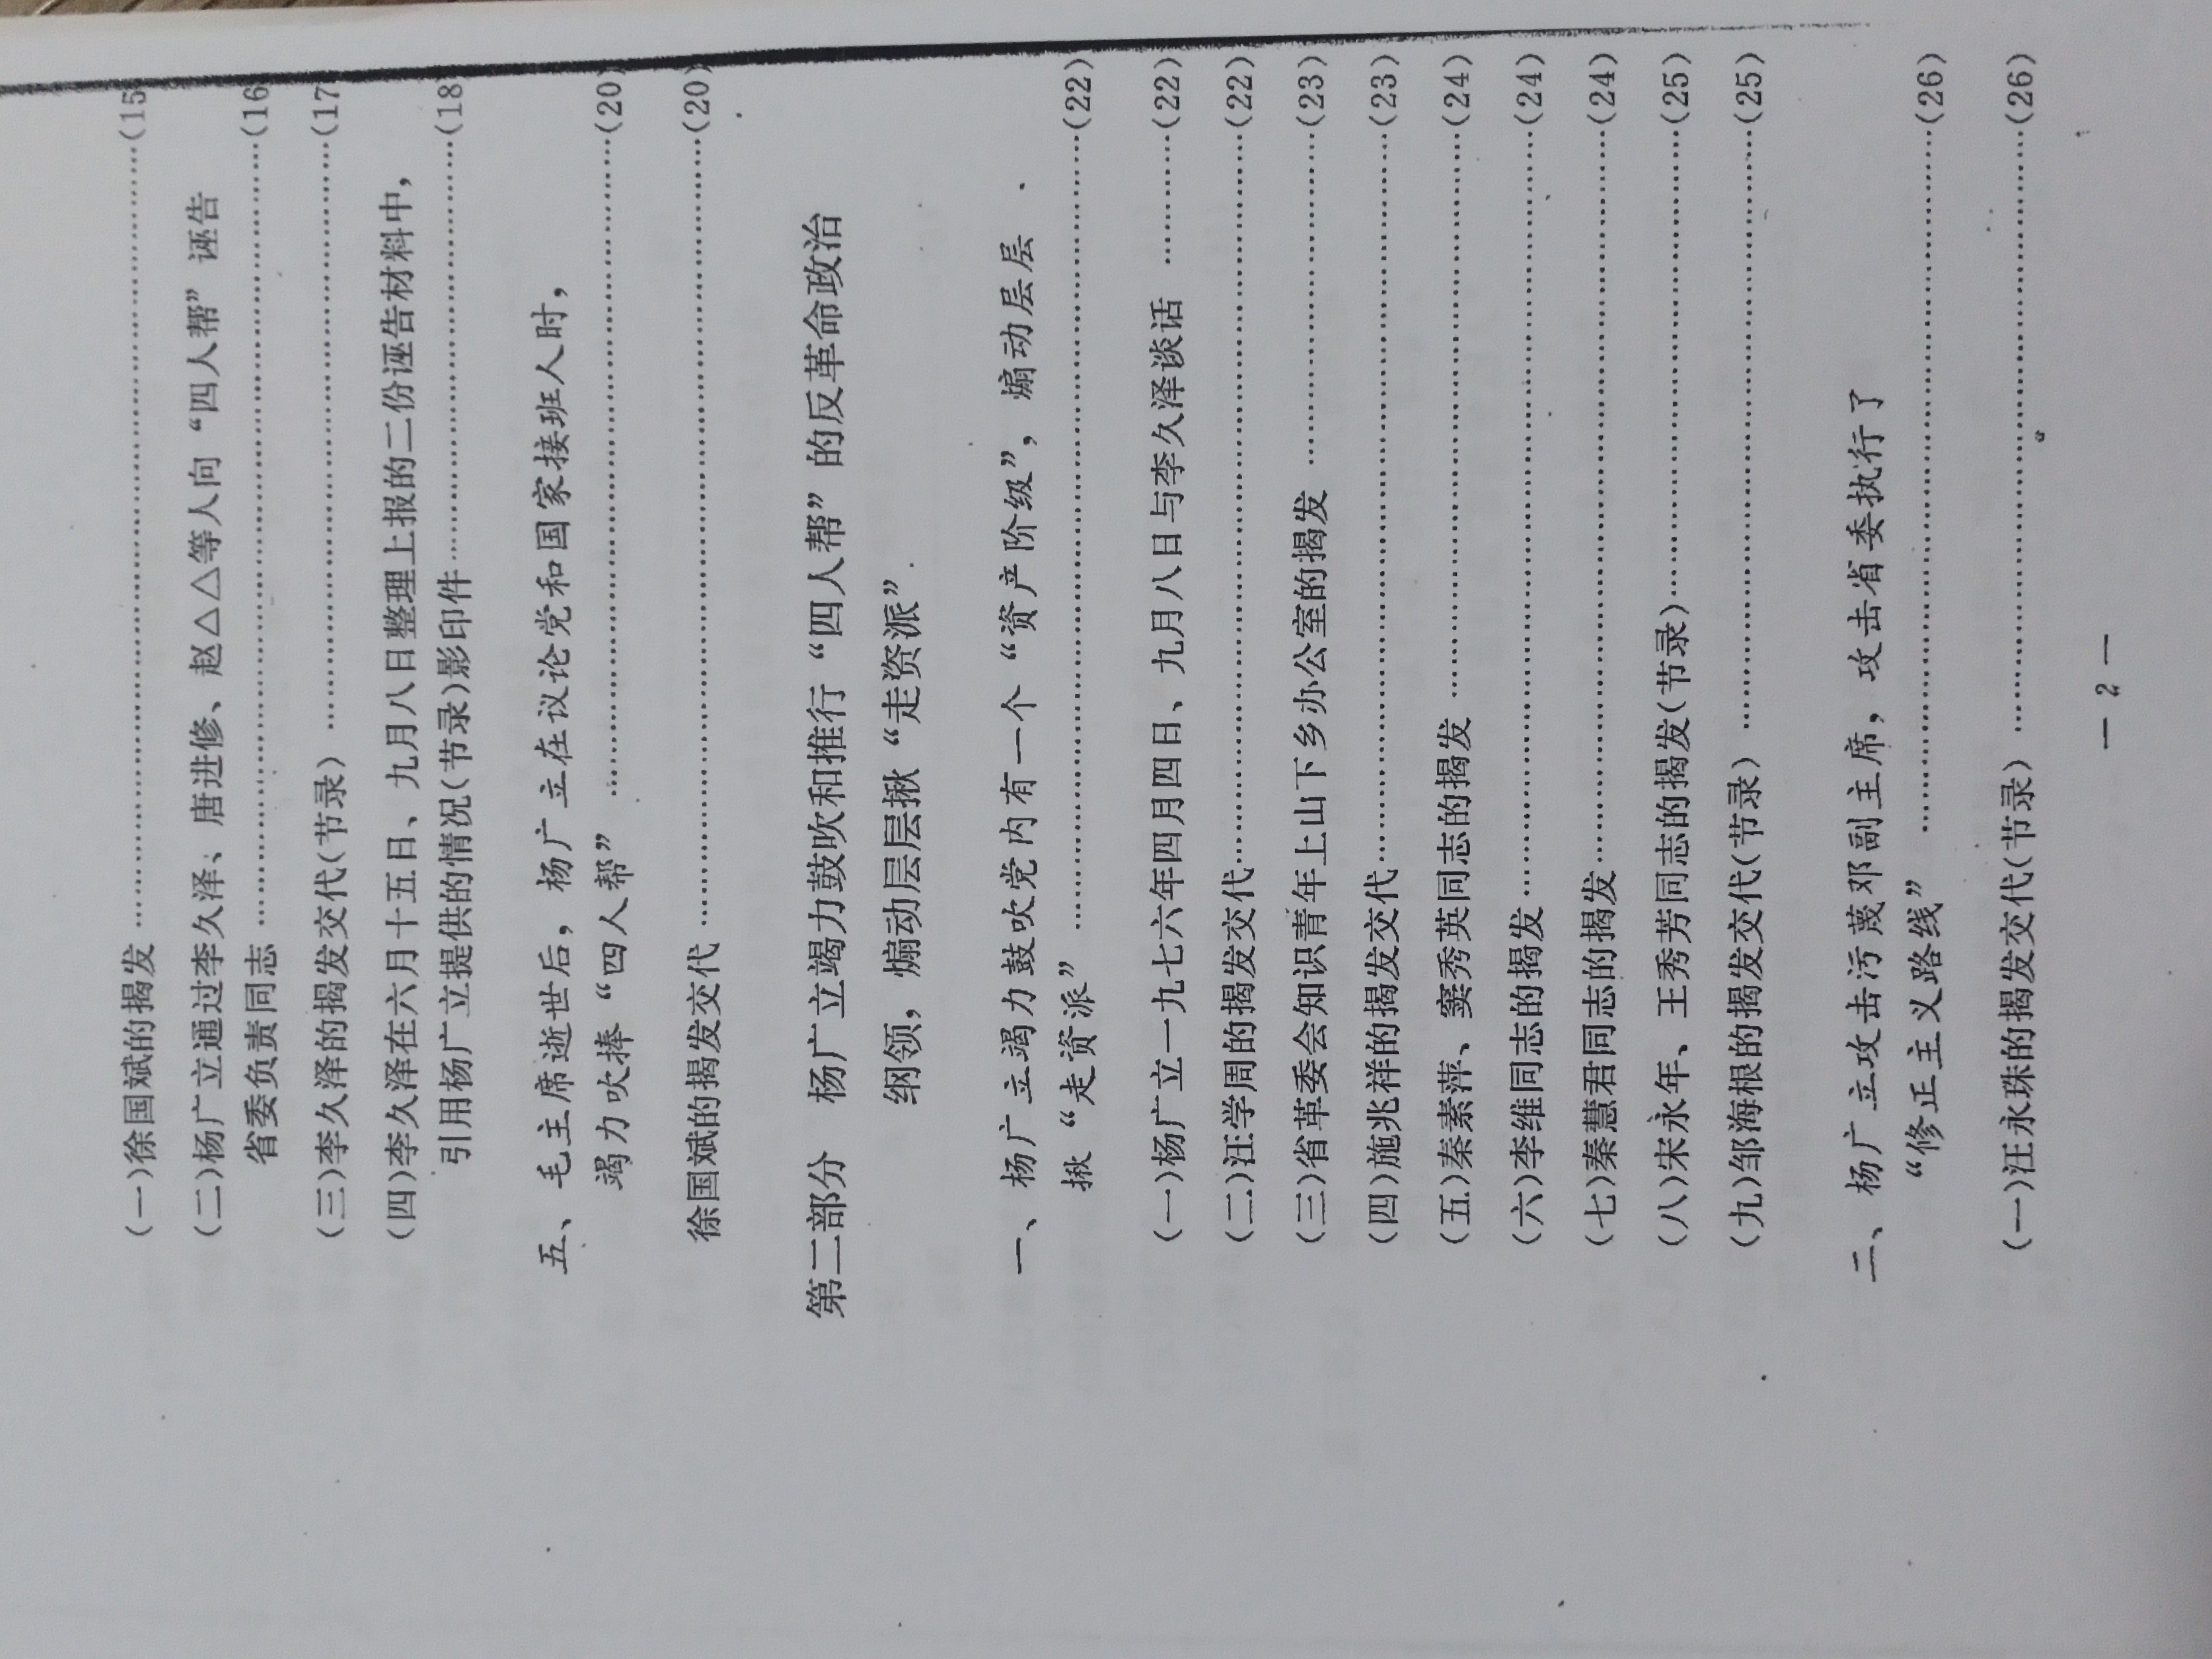 (一)徐国斌的揭发 ……………………………………………………(15
(二)杨广立通过李久泽、唐进修、赵△△等人向“四人帮”诬告
省委负责同志 ……………………………………………………(16
(三)李久泽的揭发交代(节录) ………………………………………(17
(四)李久泽在六月十五日、九月八日整理上报的二份诬告材料中,
引用杨广立提供的情况(节录)影印件……………………………(18
五、毛主席逝世后,杨广立在议论党和国家接班人时,
竭力吹捧“四人帮” ……………………………………………(20)
徐国斌的揭发交代 ……………………………………………………(20)
第二部分 杨广立竭力鼓吹和推行“四人帮”的反革命政治
纲领,煽动层层揪“走资派”
一、杨广立竭力鼓吹党内有一个“资产阶级”,煽动层层
揪“走资派” ……………………………………………………(22)
(一)杨广立一九七六年四月四日、九月八日与李久泽谈话 …………(22)
(二)汪学周的揭发交代…………………………………………………(22)
(三)省革委会知识青年上山下乡办公室的揭发 ……………………(23)
(四)施兆祥的揭发交代…………………………………………………(23)
(五)秦素萍、窦秀英同志的揭发 ……………………………………(24)
(六)李维同志的揭发……………………………………………………(24)
(七)秦慧君同志的揭发…………………………………………………(24)
(八)宋永年、王秀芳同志的揭发(节录)………………………………(25)
(九)邹海根的揭发交代(节录) ………………………………………(25)
二、杨广立攻击污蔑邓副主席,攻击省委执行了
“修正主义路线” ………………………………………………(26)
(一)汪永珠的揭发交代(节录) ………………………………………(26)
— 2 —